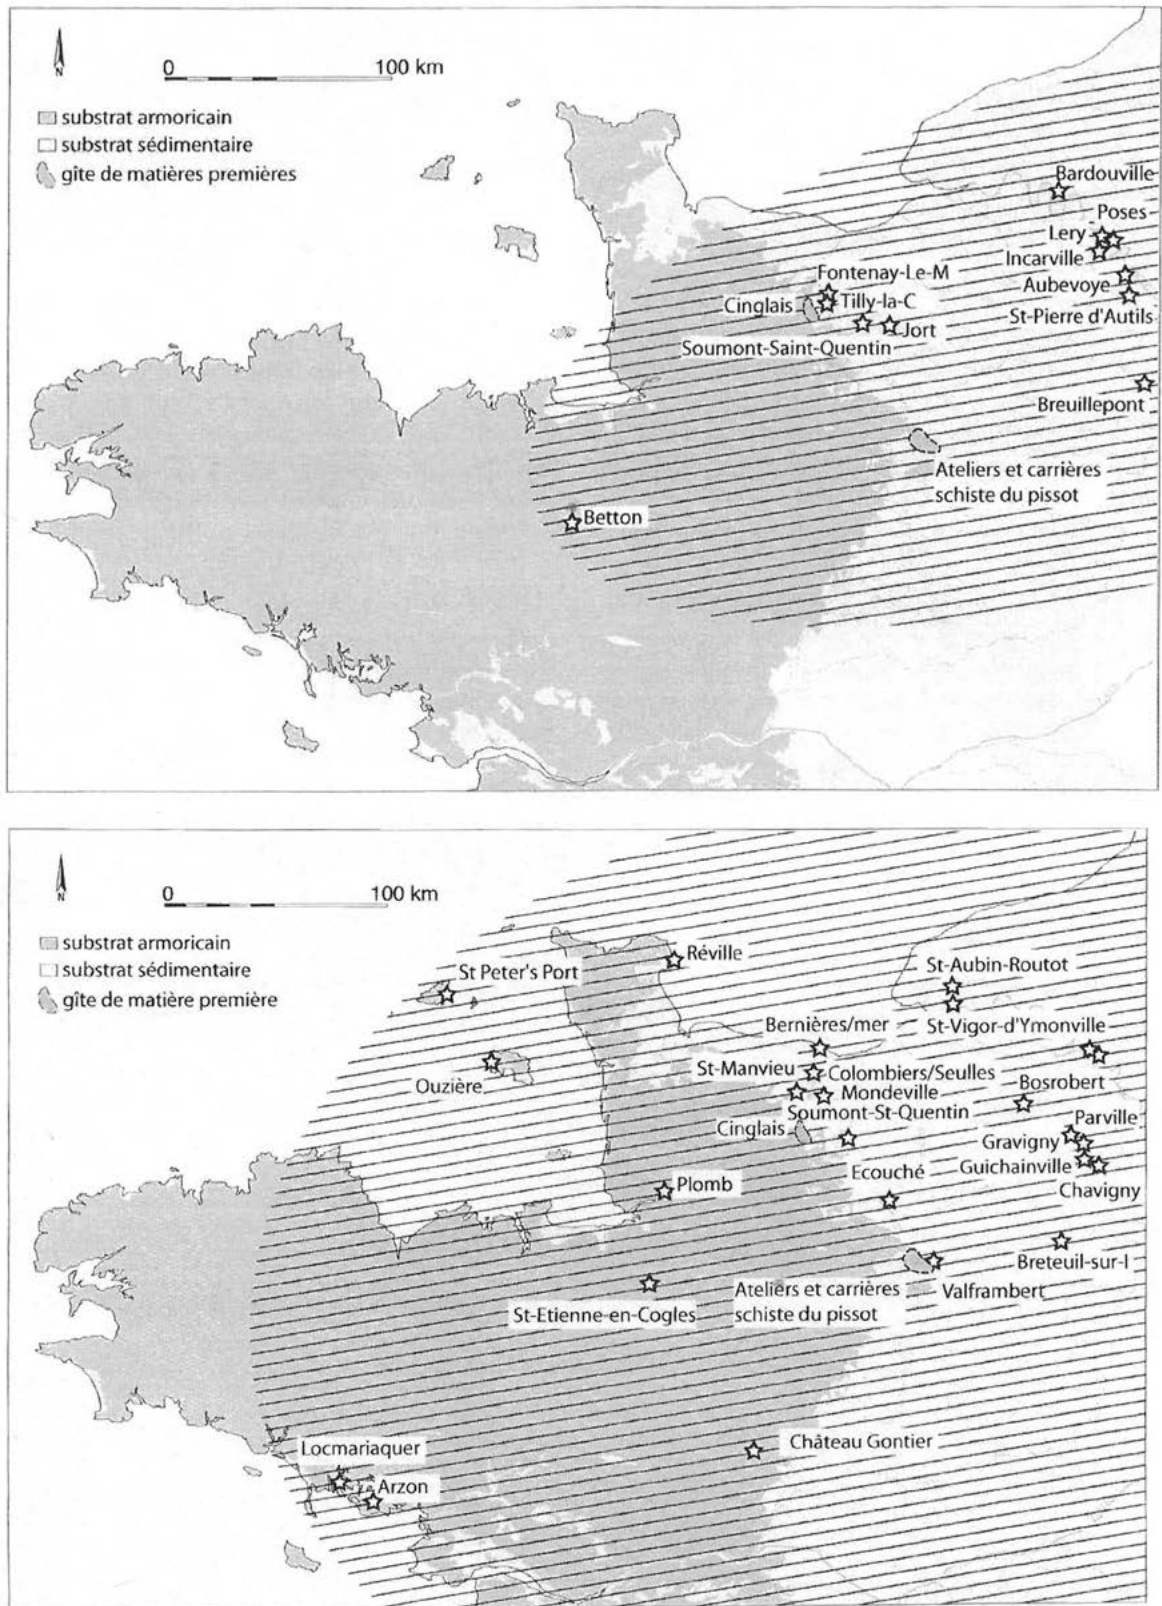 N
0 100 km
substrat armoricain
substrat sédimentaire
gîte de matières premières
Bardouville
Poses
Lery
Incarville
Aubevoye
St-Pierre d'Autils
Fontenay-Le-M
Cinglais
Tilly-la-C
Jort
Soumont-Saint-Quentin
Breuillepont
Ateliers et carrières
schiste du pissot
Betton
N
0 100 km
substrat armoricain
substrat sédimentaire
gîte de matière première
St Peter's Port
Réville
St-Aubin-Routot
St-Vigor-d'Ymonville
Bernières/mer
Ouzière
St-Manvieu
Colombiers/Seulles
Mondeville
Bosrobert
Soumont-St-Quentin
Cinglais
Parville
Gravigny
Guichainville
Ecouché
Plomb
Chavigny
Breteuil-sur-I
Ateliers et carrières
schiste du pissot
Valframbert
St-Etienne-en-Cogles
Château Gontier
Locmariaquer
Arzon